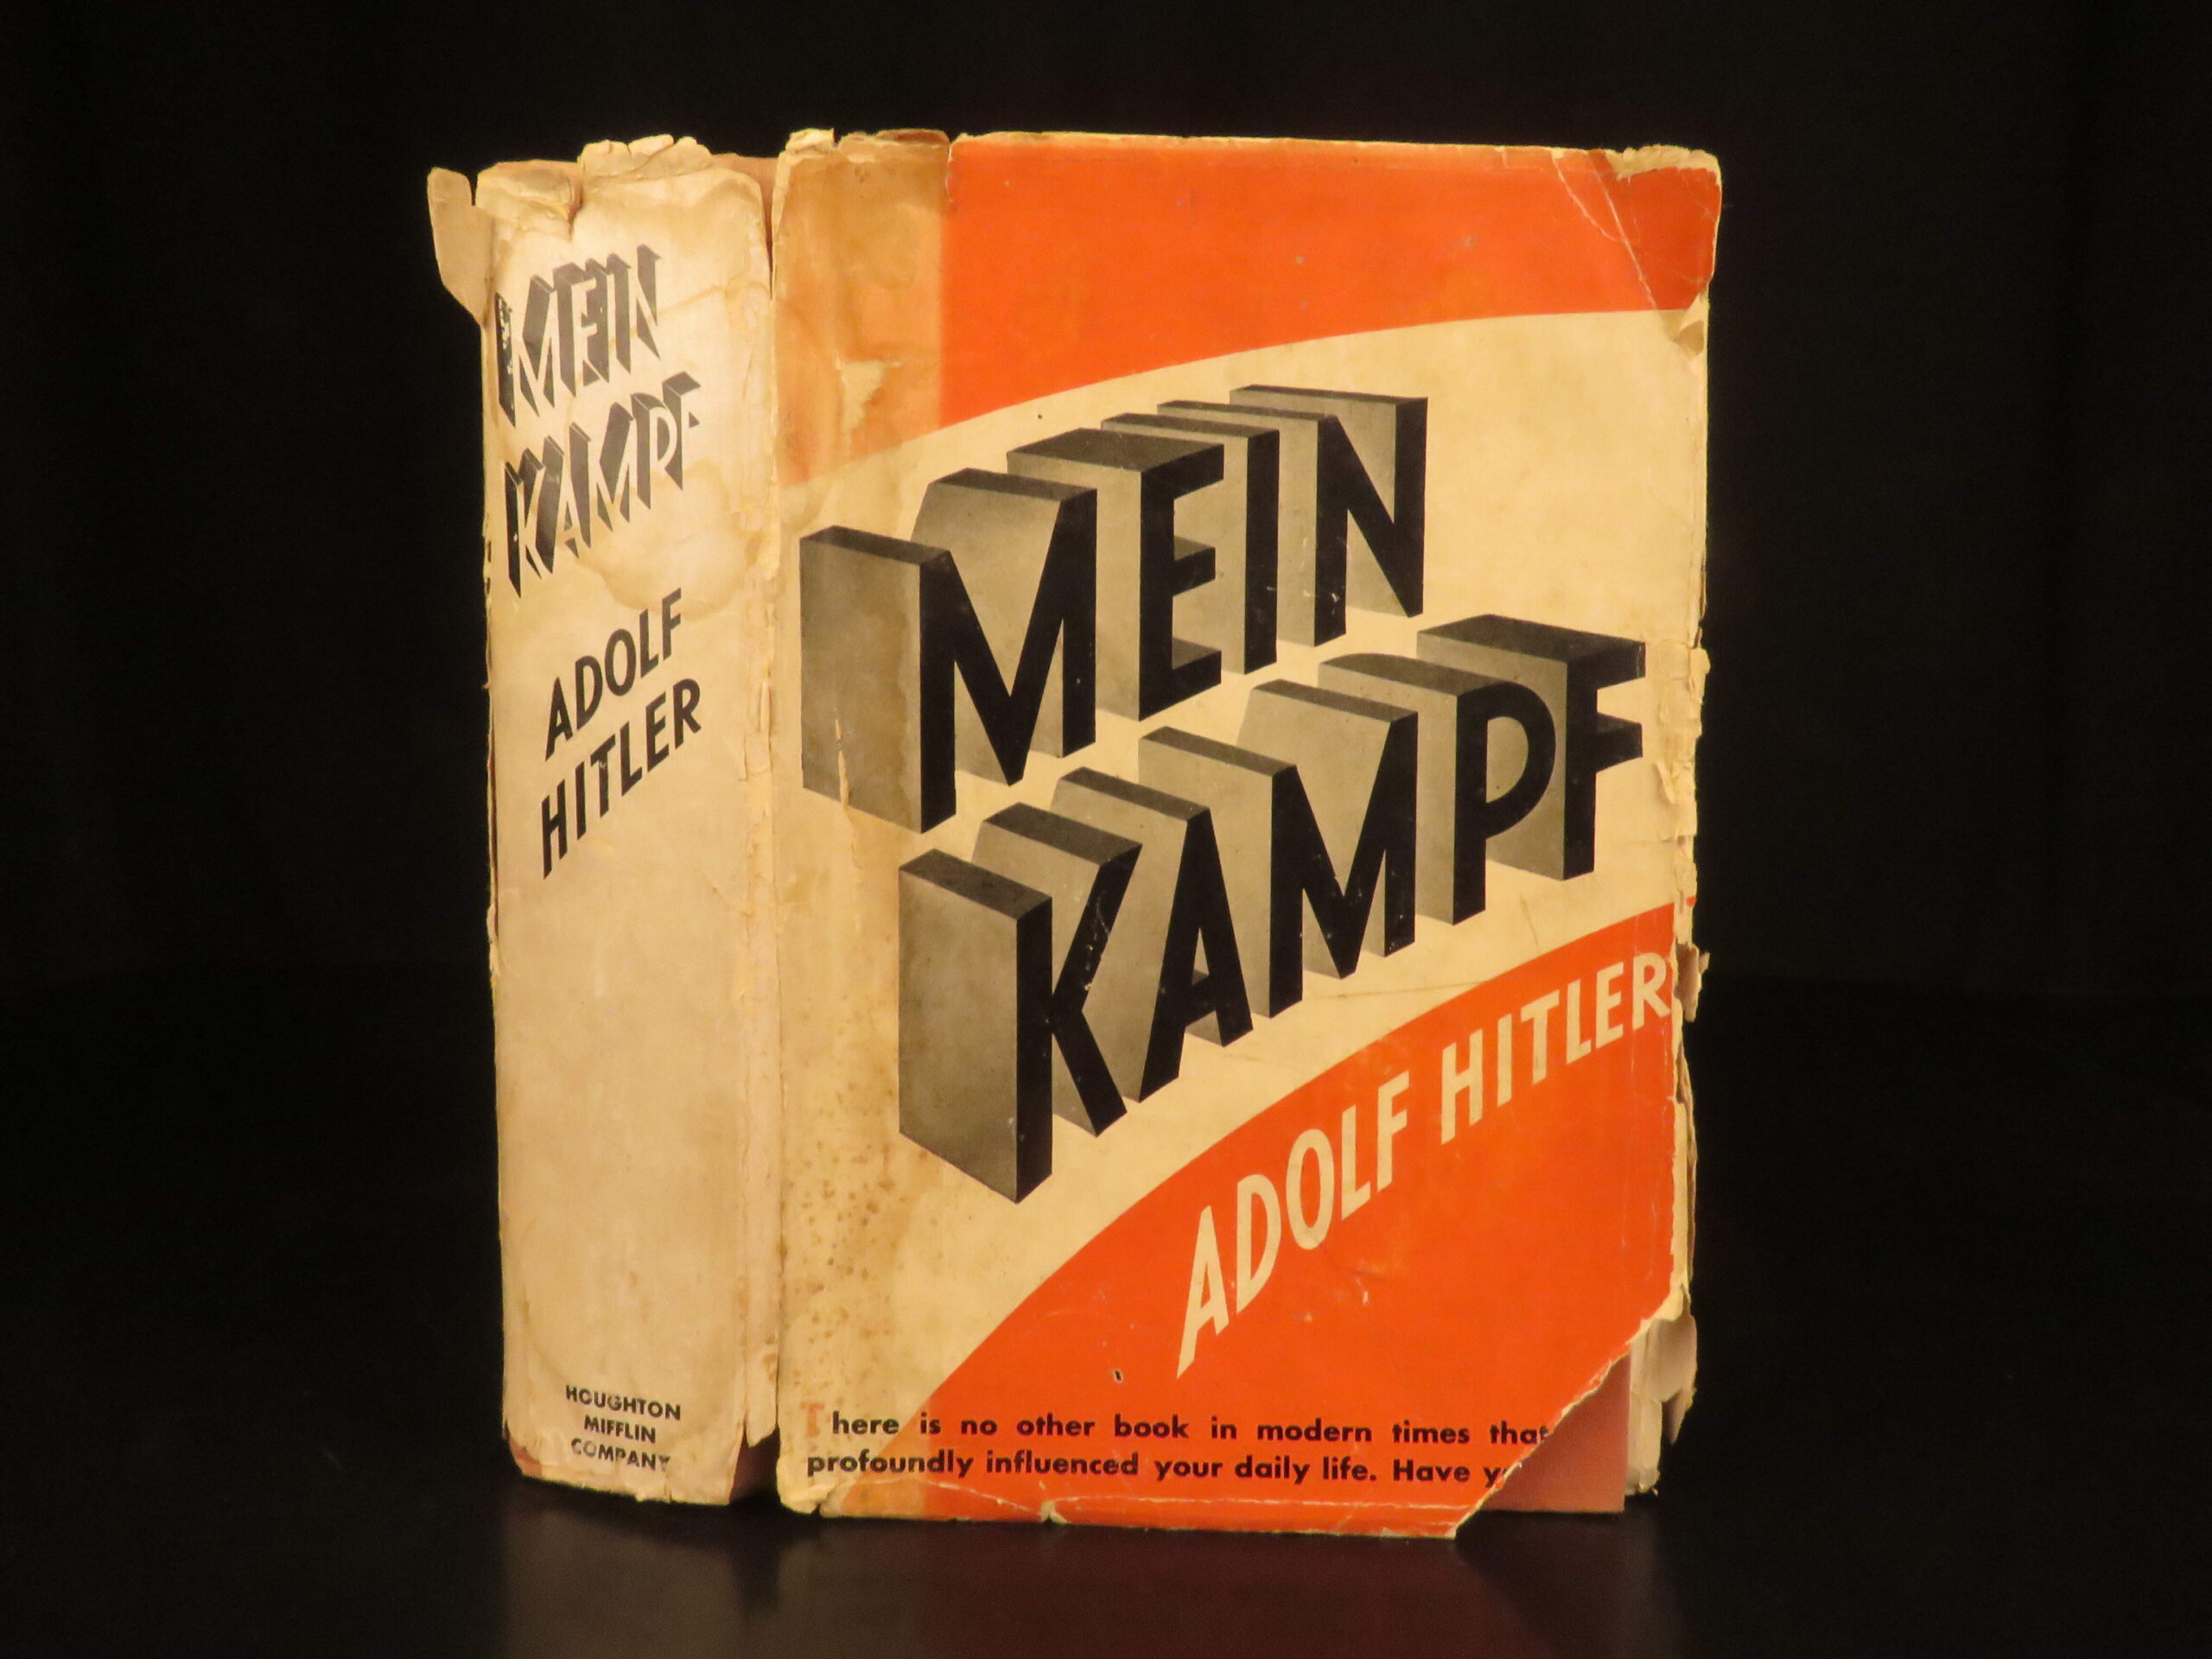 MEIN
KAMPF
ADOLF
HITLER
HOUGHTON
MIFFLIN
COMPANY
MEIN
KAMPF
ADOLF HITLER
There is no other book in modern times that
profoundly influenced your daily life. Have